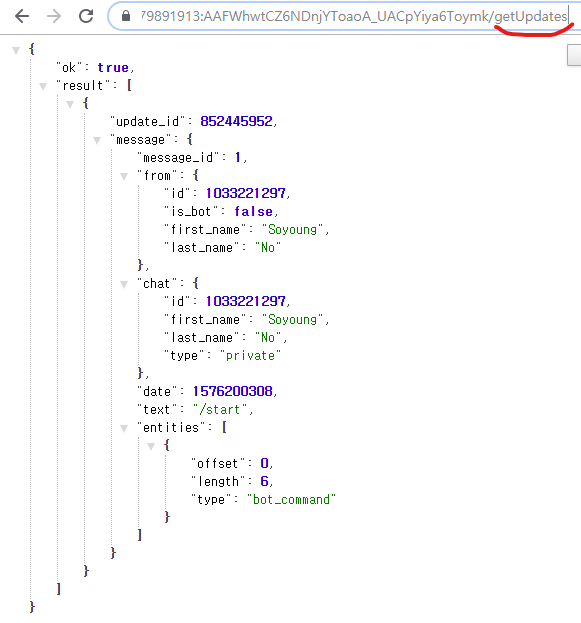 79891913:AAFWhwtCZ6NDnjYToaoA_UACpYiya6Toymk/getUpdates
{
"ok": true,
"result": [
{
"update_id": 852445952,
"message": {
"message_id": 1,
"from": {
"id": 1033221297,
"is_bot": false,
"first_name": "Soyoung",
"last_name": "No"
},
"chat": {
"id": 1033221297,
"first_name": "Soyoung",
"last_name": "No",
"type": "private"
},
"date": 1576200308,
"text": "/start",
"entities": [
{
"offset": 0,
"length": 6,
"type": "bot_command"
}
]
}
}
]
}